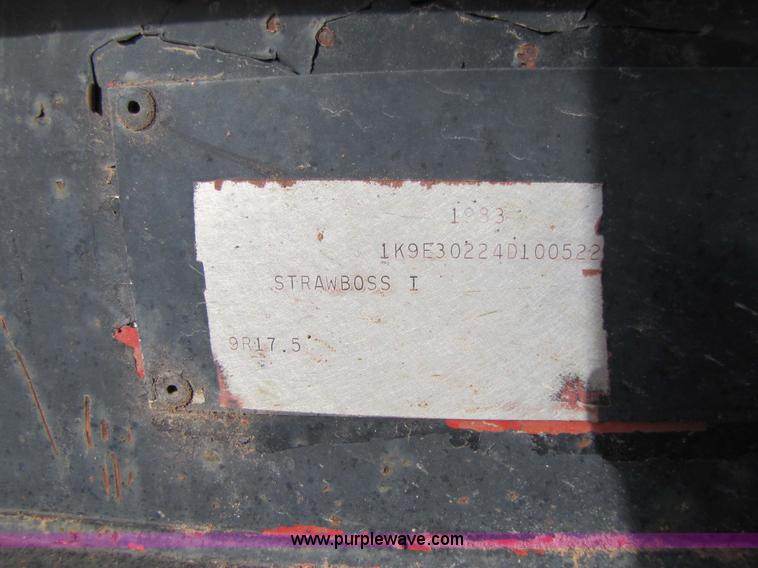 1983
1K9E30224D100522
STRAWBOSS I
9R17.5
www.purplewave.com